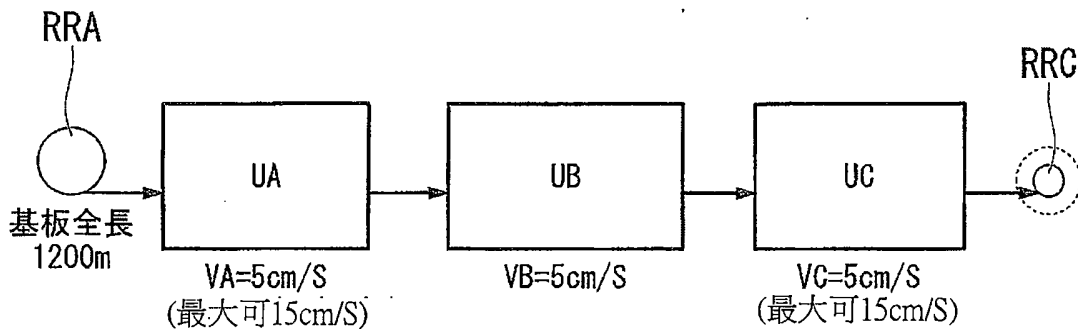 RRA
RRC
UA
UB
UC
基板全長
1200m
VA=5cm/S
(最大可15cm/S)
VB=5cm/S
VC=5cm/S
(最大可15cm/S)